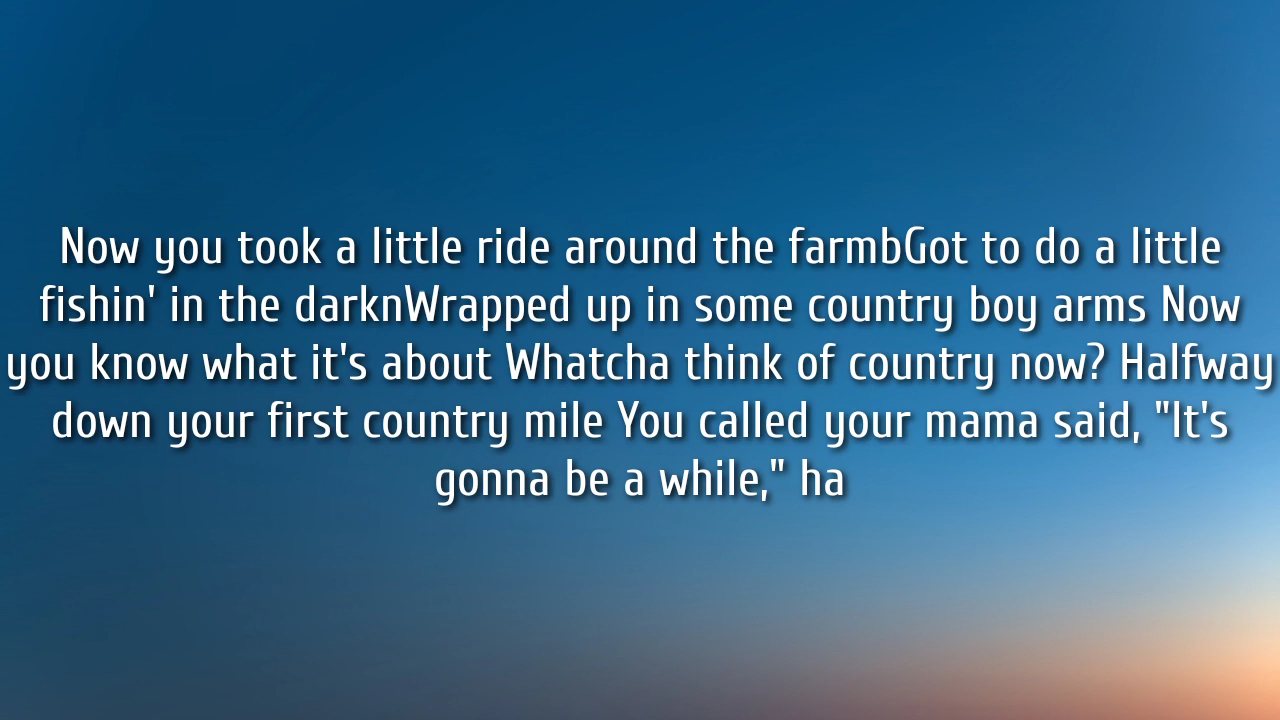 Now you took a little ride around the farmbGot to do a little
fishin' in the darknWrapped up in some country boy arms Now
you know what it's about Whatcha think of country now? Halfway
down your first country mile You called your mama said, "It's
gonna be a while," ha